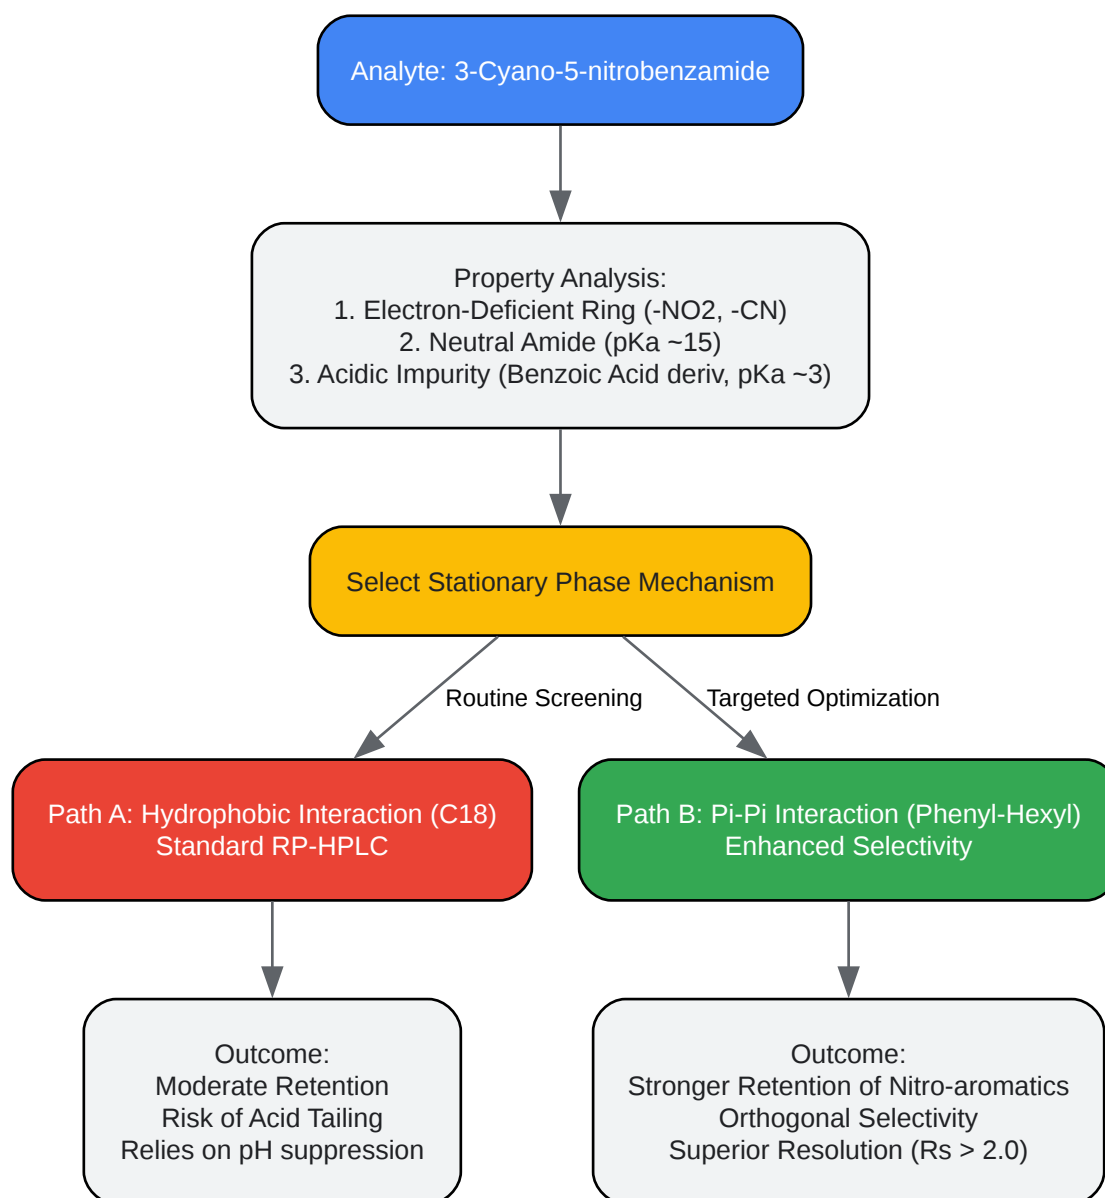 Analyte: 3-Cyano-5-nitrobenzamide
Property Analysis:
1. Electron-Deficient Ring (-NO2, -CN)
2. Neutral Amide (pKa ~15)
3. Acidic Impurity (Benzoic Acid deriv, pKa ~3)
Select Stationary Phase Mechanism
Routine Screening
Targeted Optimization
Path A: Hydrophobic Interaction (C18)
Standard RP-HPLC
Path B: Pi-Pi Interaction (Phenyl-Hexyl)
Enhanced Selectivity
Outcome:
Moderate Retention
Risk of Acid Tailing
Relies on pH suppression
Outcome:
Stronger Retention of Nitro-aromatics
Orthogonal Selectivity
Superior Resolution (Rs > 2.0)